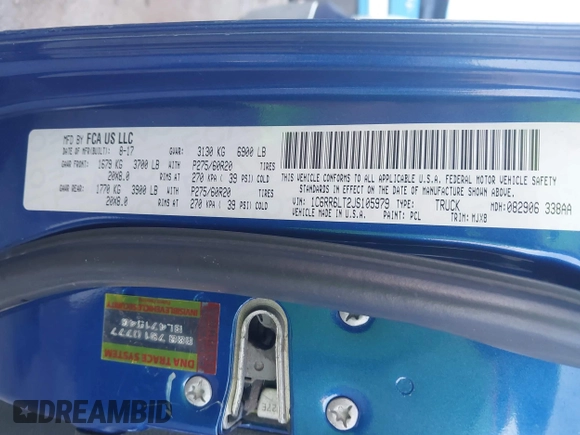 MFD BY FCA US LLC
DATE OF MFR(BUILT): 9-17 GVWR: 3130 KG 6900 LB
GAWR FRONT: 1679 KG 3700 LB WITH P275/60R20 TIRES
20X8.0 RIMS AT 270 KPA ( 39 PSI) COLD
GAWR REAR: 1770 KG 3900 LB WITH P275/60R20 TIRES
20X8.0 RIMS AT 270 KPA ( 39 PSI) COLD
THIS VEHICLE CONFORMS TO ALL APPLICABLE U.S.A. FEDERAL MOTOR VEHICLE SAFETY
STANDARDS IN EFFECT ON THE DATE OF MANUFACTURE SHOWN ABOVE.
VIN: 1C6RR6LT2JS105979 TYPE: TRUCK MDH: 082906 338AA
MADE IN U.S.A. PAINT: PCL TRIM: MJX8
DNA TRACE SYSTEM
DREAMBID